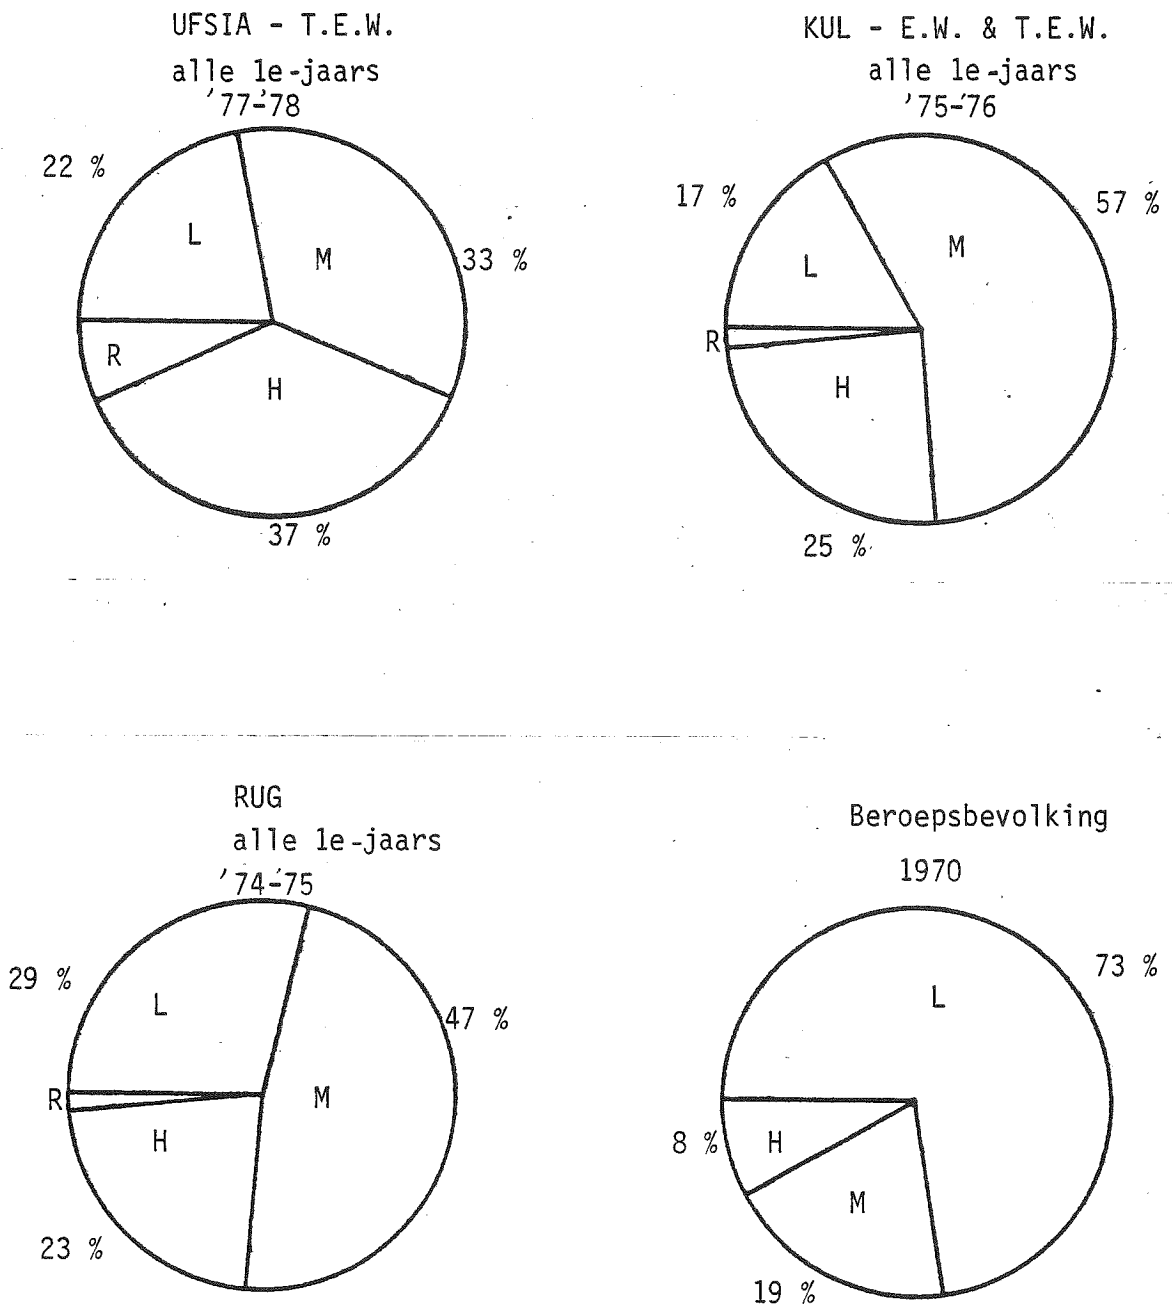 UFSIA - T.E.W.
alle 1e-jaars
'77-'78
22 %
L
M
33 %
R
H
37 %
KUL - E.W. & T.E.W.
alle 1e-jaars
'75-'76
17 %
57 %
M
L
R
H
25 %
RUG
alle 1e-jaars
'74-'75
29 %
L
47 %
R
M
H
23 %
Beroepsbevolking
1970
73 %
L
8 %
H
M
19 %